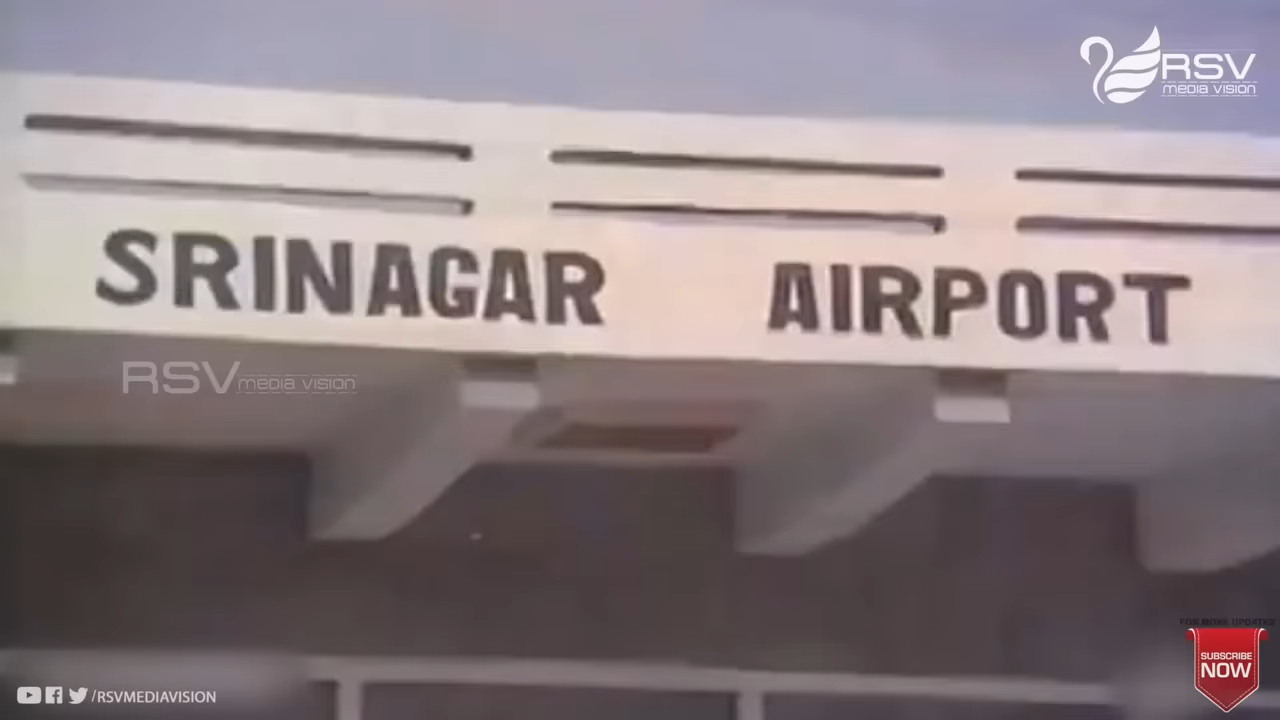 RSV
media vision
SRINAGAR AIRPORT
RSV media vision
FOR MORE UPDATES
SUBSCRIBE
NOW
/RSVMEDIAVISION